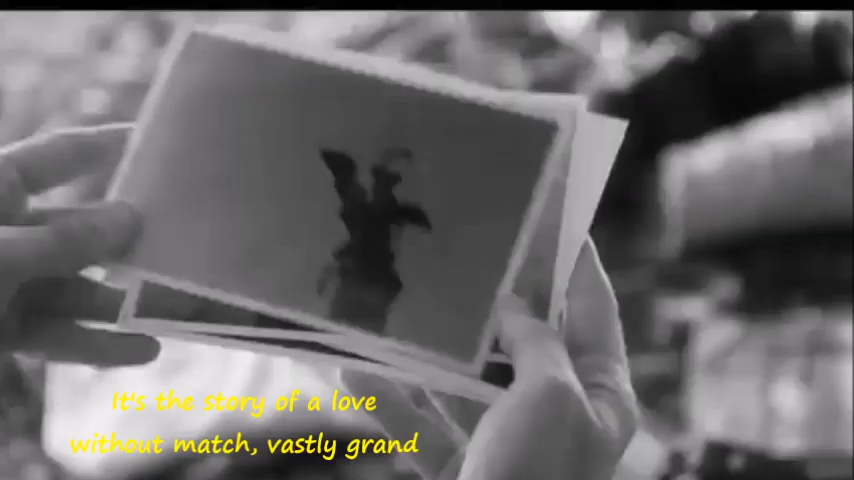 It's the story of a love
without match, vastly grand